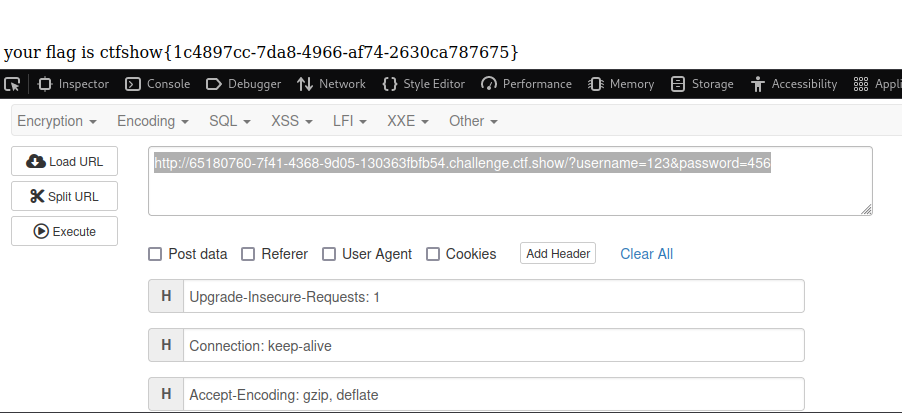 your flag is ctfshow{1c4897cc-7da8-4966-af74-2630ca787675}
Inspector Console Debugger Network Style Editor Performance Memory Storage Accessibility Appli
Encryption Encoding SQL XSS LFI XXE Other
Load URL
http://65180760-7f41-4368-9d05-130363fbfb54.challenge.ctf.show/?username=123&password=456
Split URL
Execute
Post data Referer User Agent Cookies Add Header Clear All
H Upgrade-Insecure-Requests: 1
H Connection: keep-alive
H Accept-Encoding: gzip, deflate